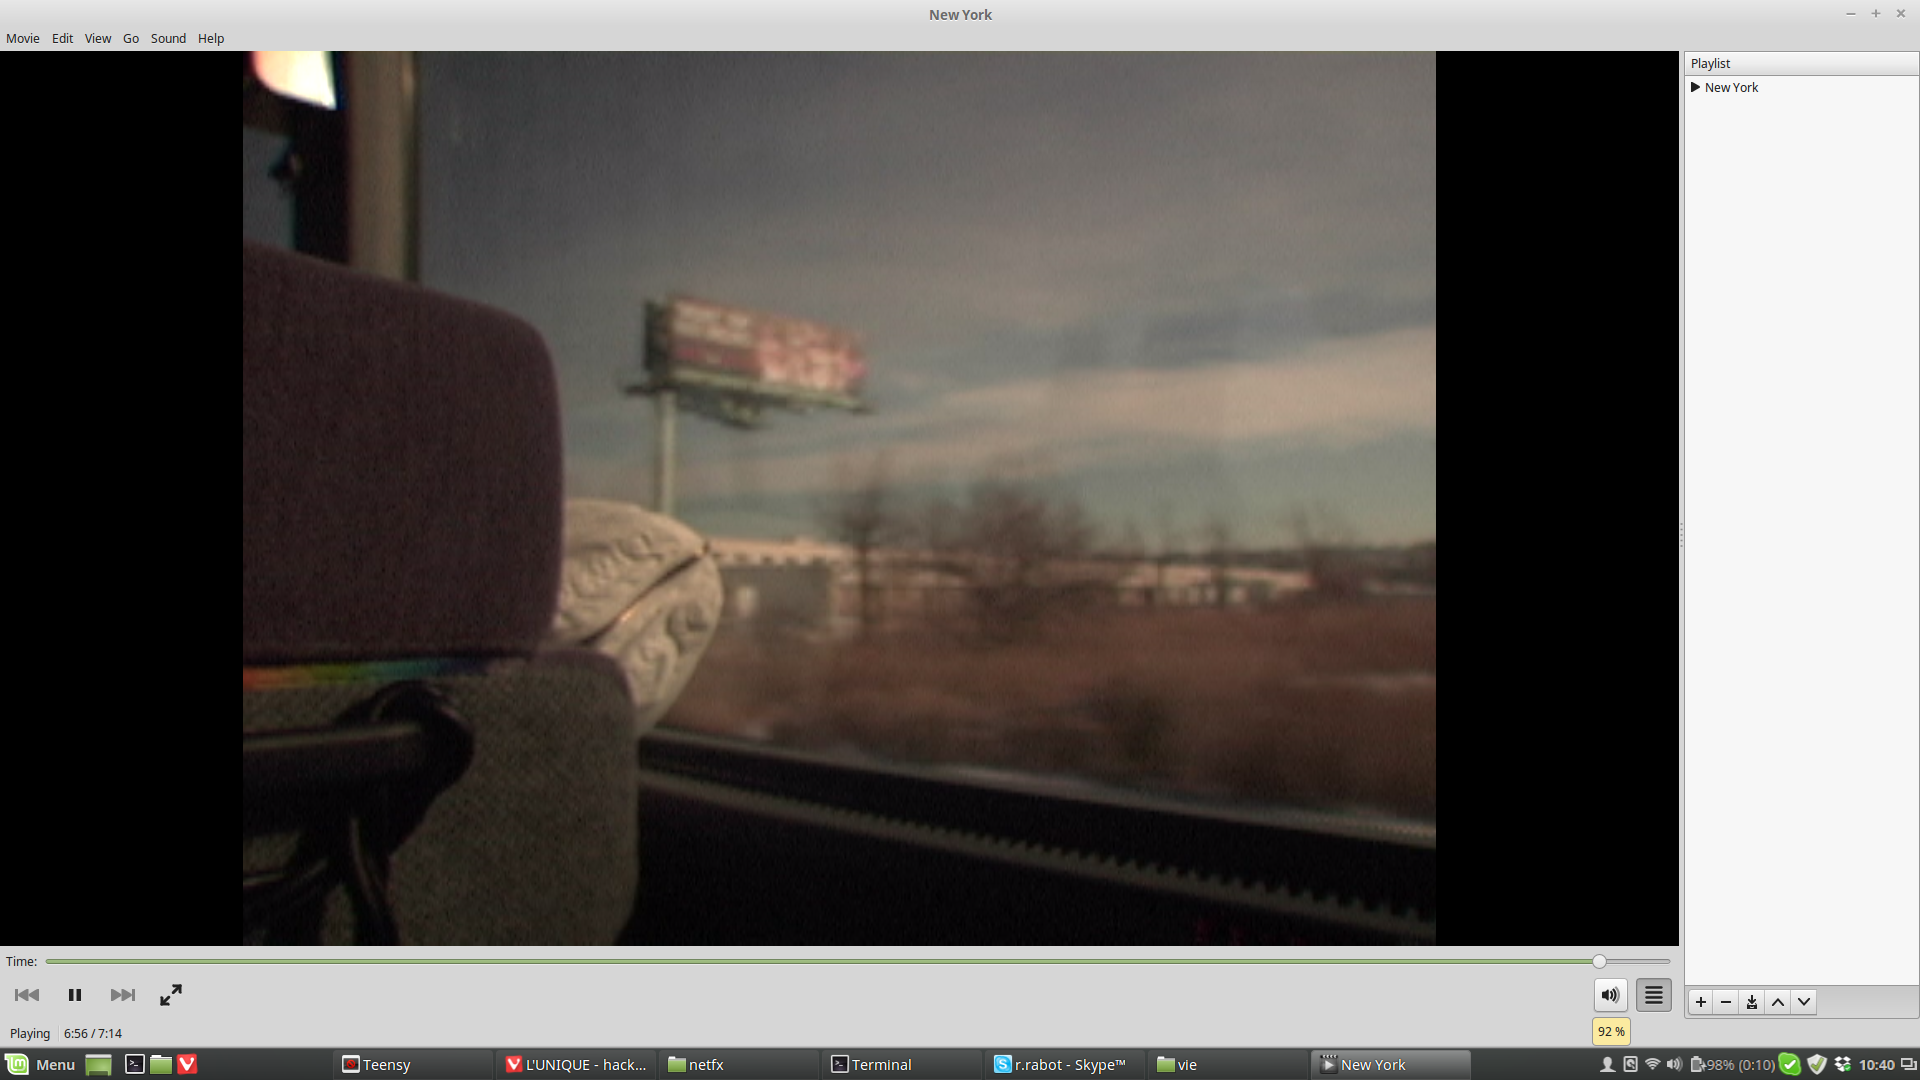 New York
Movie Edit View Go Sound Help
Playlist
New York
Time:
Playing 6:56 / 7:14
92 %
Menu Teensy L'UNIQUE - hack... netfx Terminal r.rabot - Skype™ vie New York 98% (0:10) 10:40